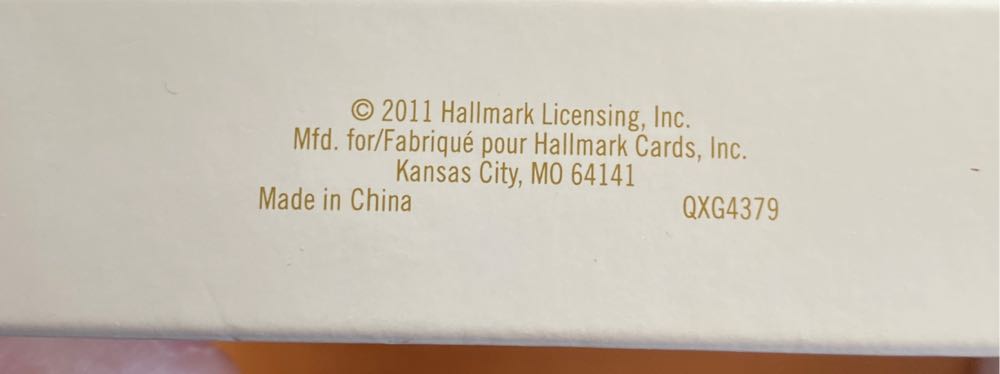 © 2011 Hallmark Licensing, Inc.
Mfd. for/Fabriqué pour Hallmark Cards, Inc.
Kansas City, MO 64141
Made in China QXG4379